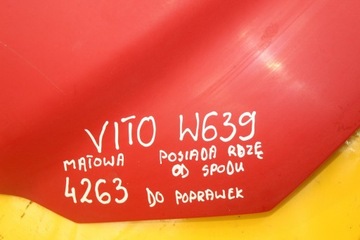 VITO W639
MATOWA POSIADA RDZĘ
OD SPODU
4263 DO POPRAWEK